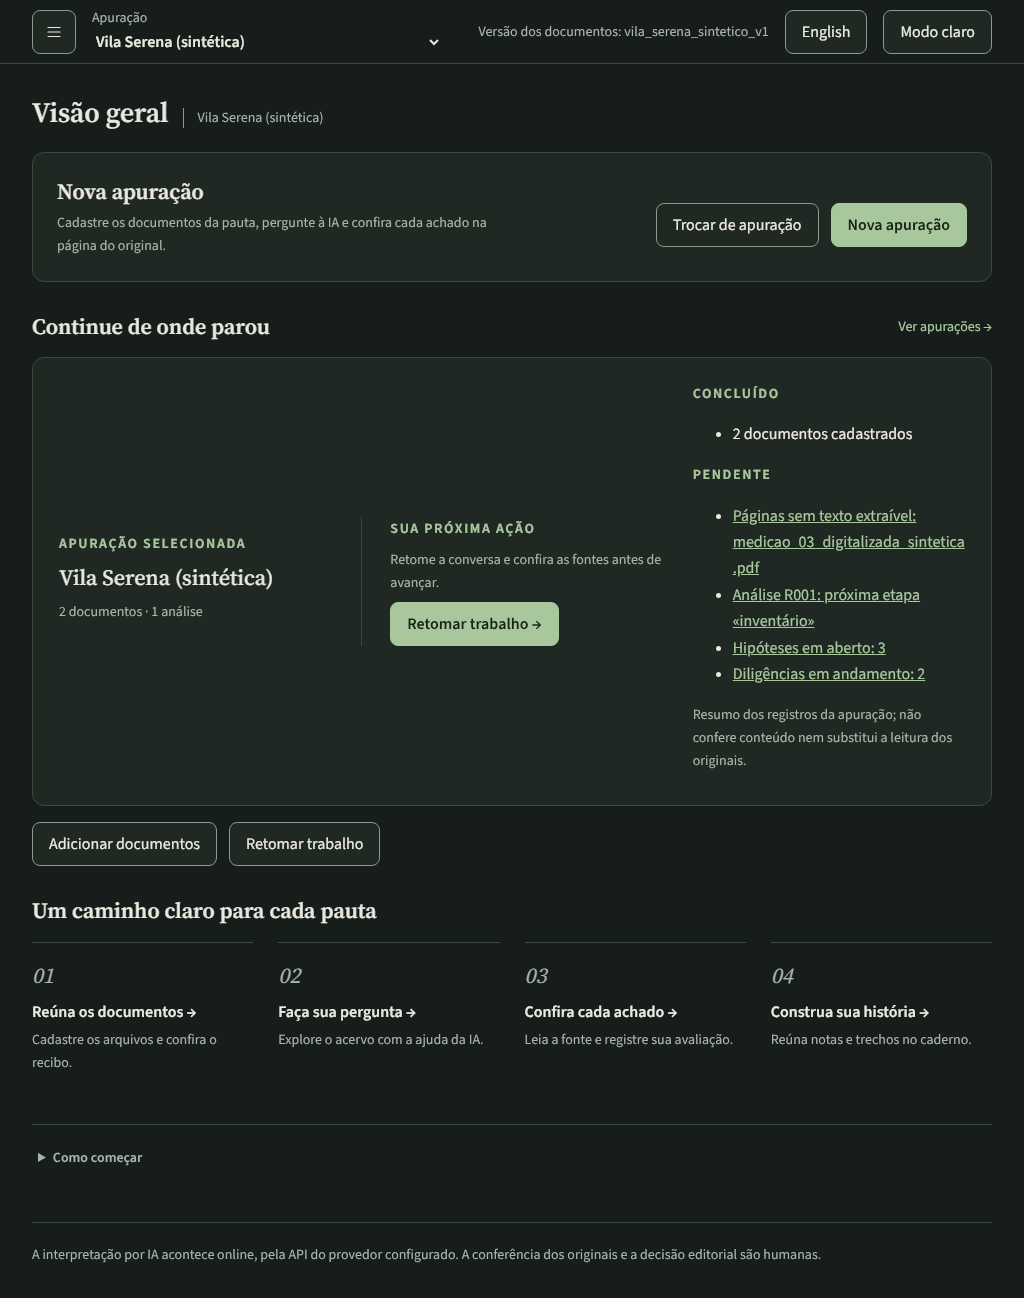 Apuração
Vila Serena (sintética)
Versão dos documentos: vila_serena_sintetico_v1
English
Modo claro
Visão geral
Vila Serena (sintética)
Nova apuração
Cadastre os documentos da pauta, pergunte à IA e confira cada achado na
página do original.
Trocar de apuração
Nova apuração
Continue de onde parou
Ver apurações →
APURAÇÃO SELECIONADA
Vila Serena (sintética)
2 documentos · 1 análise
SUA PRÓXIMA AÇÃO
Retome a conversa e confira as fontes antes de
avançar.
Retomar trabalho →
CONCLUÍDO
• 2 documentos cadastrados
PENDENTE
• Páginas sem texto extraível:
medicao_03_digitalizada_sintetica
.pdf
• Análise R001: próxima etapa
«inventário»
• Hipóteses em aberto: 3
• Diligências em andamento: 2
Resumo dos registros da apuração; não
confere conteúdo nem substitui a leitura dos
originais.
Adicionar documentos
Retomar trabalho
Um caminho claro para cada pauta
01
Reúna os documentos →
Cadastre os arquivos e confira o
recibo.
02
Faça sua pergunta →
Explore o acervo com a ajuda da IA.
03
Confira cada achado →
Leia a fonte e registre sua avaliação.
04
Construa sua história →
Reúna notas e trechos no caderno.
▶ Como começar
A interpretação por IA acontece online, pela API do provedor configurado. A conferência dos originais e a decisão editorial são humanas.